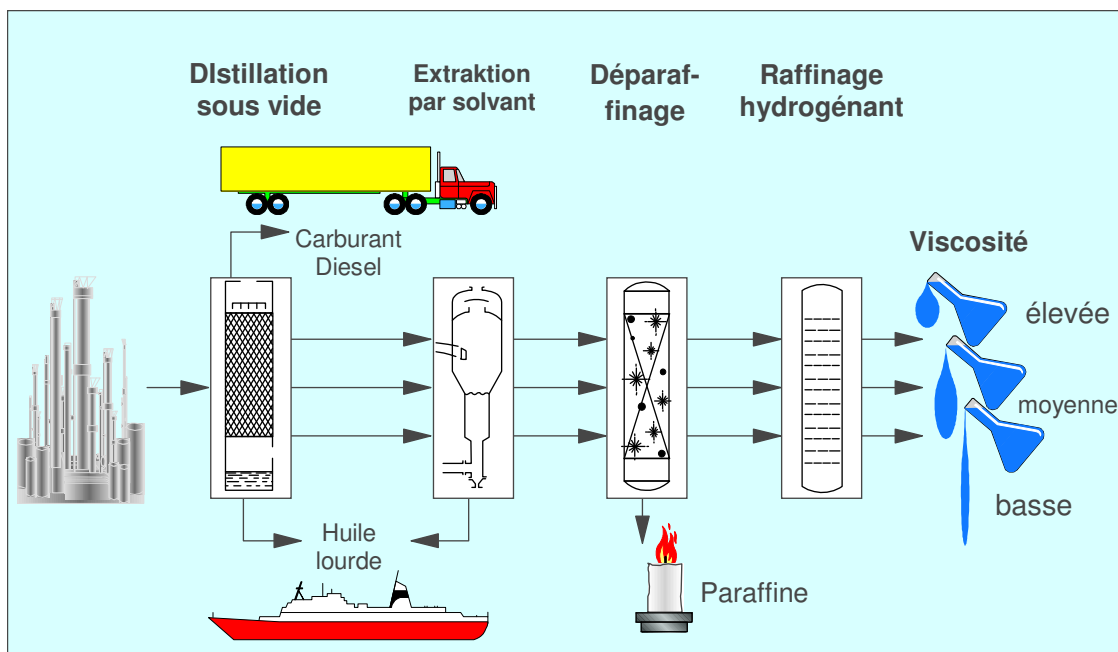 DIstillation
sous vide
Extraktion
par solvant
Déparaf-
finage
Raffinage
hydrogénant
Carburant
Diesel
Viscosité
élevée
moyenne
basse
Huile
lourde
Paraffine